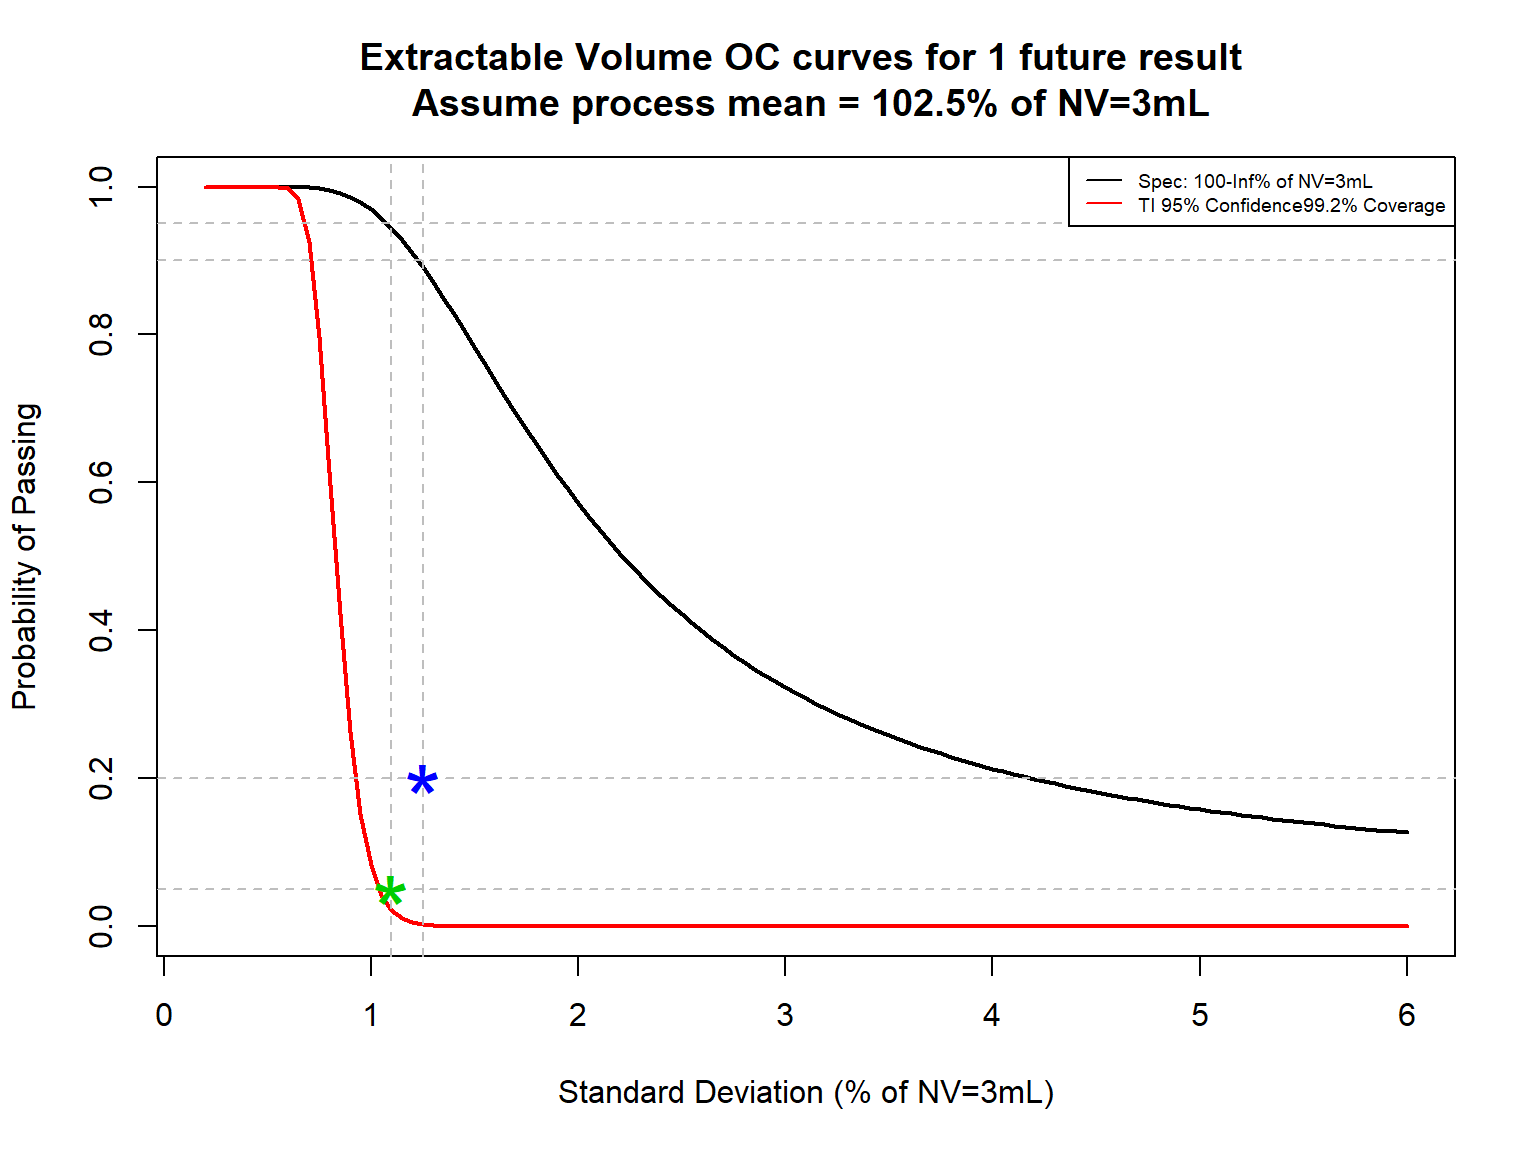 Extractable Volume OC curves for 1 future result
Assume process mean = 102.5% of NV=3mL
Spec: 100-Inf% of NV=3mL
TI 95% Confidence99.2% Coverage
Probability of Passing
1.0
0.8
0.6
0.4
0.2
0.0
0 1 2 3 4 5 6
Standard Deviation (% of NV=3mL)